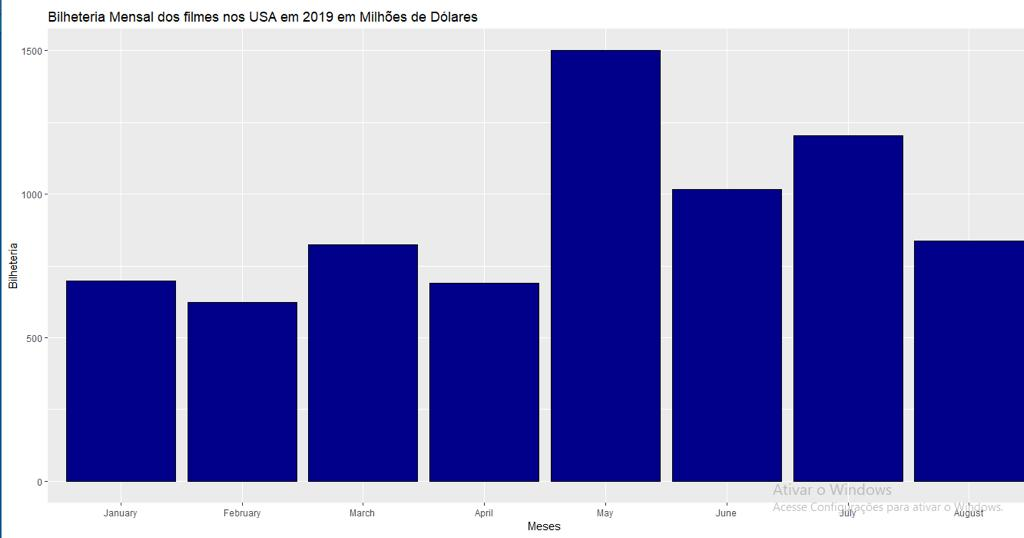 Bilheteria Mensal dos filmes nos USA em 2019 em Milhões de Dólares
1500
1000
500
0
Bilheteria
January February March April May June July August
Meses
Ativar o Windows
Acesse Configurações para ativar o Windows.